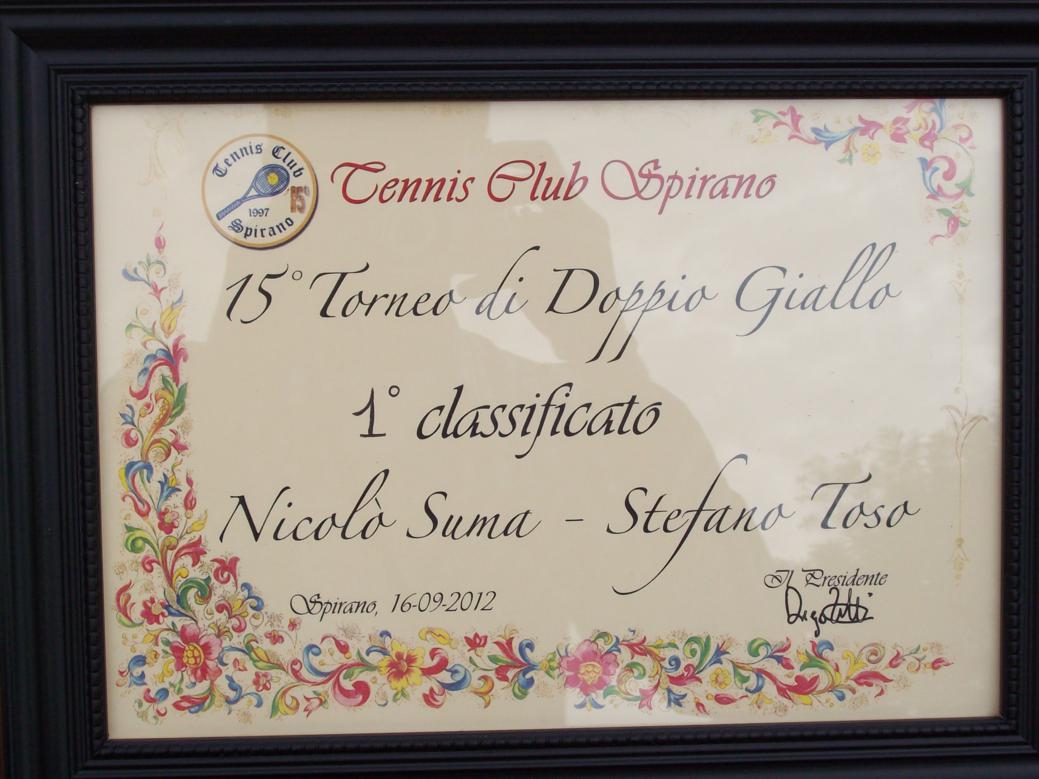 Tennis Club
15°
1997
Spirano
Tennis Club Spirano
15° Torneo di Doppio Giallo
1° classificato
Nicolò Suma - Stefano Toso
Spirano, 16-09-2012
Il Presidente